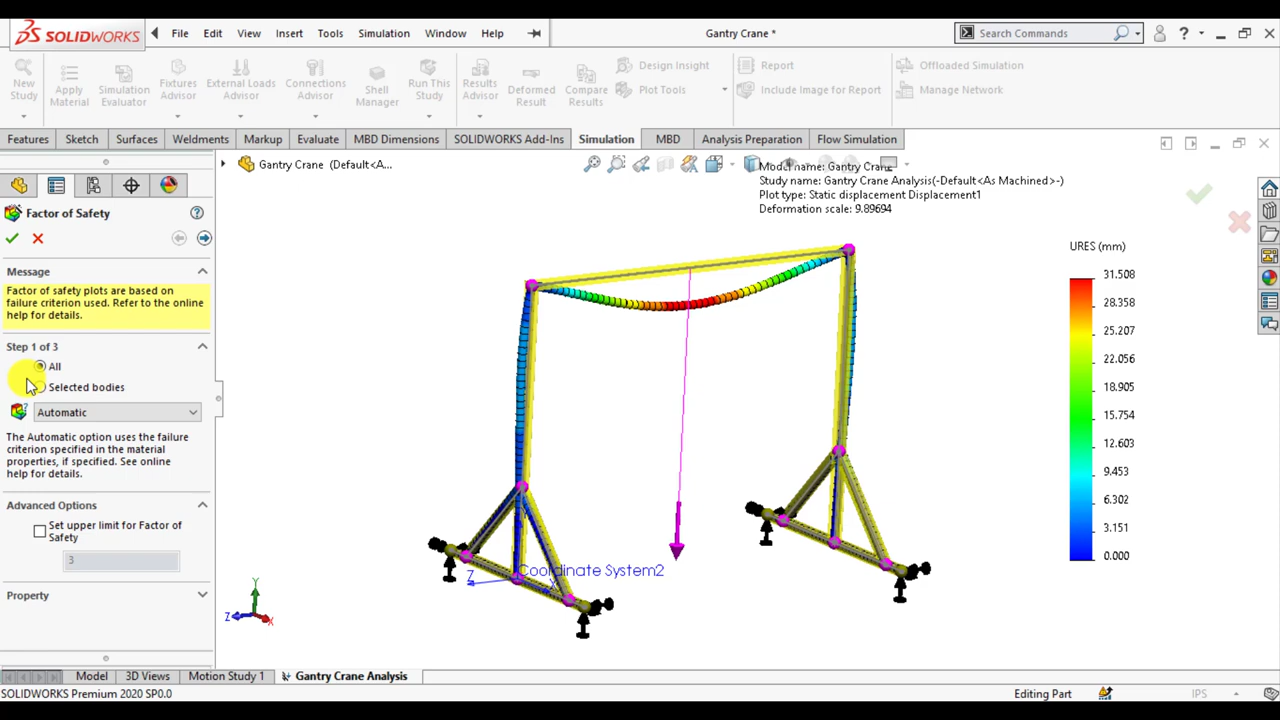 SOLIDWORKS
File Edit View Insert Tools Simulation Window Help
Gantry Crane *
Search Commands
New Study
Apply Material
Simulation Evaluator
Fixtures Advisor
External Loads Advisor
Connections Advisor
Shell Manager
Run This Study
Results Advisor
Deformed Result
Compare Results
Design Insight
Plot Tools
Report
Include Image for Report
Offloaded Simulation
Manage Network
Features Sketch Surfaces Weldments Markup Evaluate MBD Dimensions SOLIDWORKS Add-Ins Simulation MBD Analysis Preparation Flow Simulation
Gantry Crane (Default<A...
Model name: Gantry Crane
Study name: Gantry Crane Analysis(-Default<As Machined>-)
Plot type: Static displacement Displacement1
Deformation scale: 9.89694
Factor of Safety
Message
Factor of safety plots are based on
failure criterion used. Refer to the online
help for details.
Step 1 of 3
All
Selected bodies
Automatic
The Automatic option uses the failure
criterion specified in the material
properties, if specified. See online
help for details.
Advanced Options
Set upper limit for Factor of
Safety
3
Property
URES (mm)
31.508
28.358
25.207
22.056
18.905
15.754
12.603
9.453
6.302
3.151
0.000
Coordinate System2
Z
X
Y
Z
X
Model 3D Views Motion Study 1 Gantry Crane Analysis
SOLIDWORKS Premium 2020 SP0.0
Editing Part
IPS